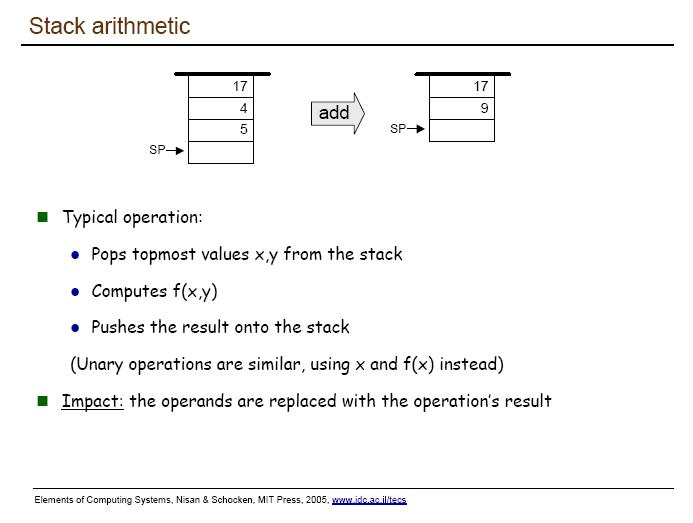 Stack arithmetic
17
4
5
SP
add
17
9
SP
Typical operation:
Pops topmost values x,y from the stack
Computes f(x,y)
Pushes the result onto the stack
(Unary operations are similar, using x and f(x) instead)
Impact: the operands are replaced with the operation's result
Elements of Computing Systems, Nisan & Schocken, MIT Press, 2005, www.idc.ac.il/tecs